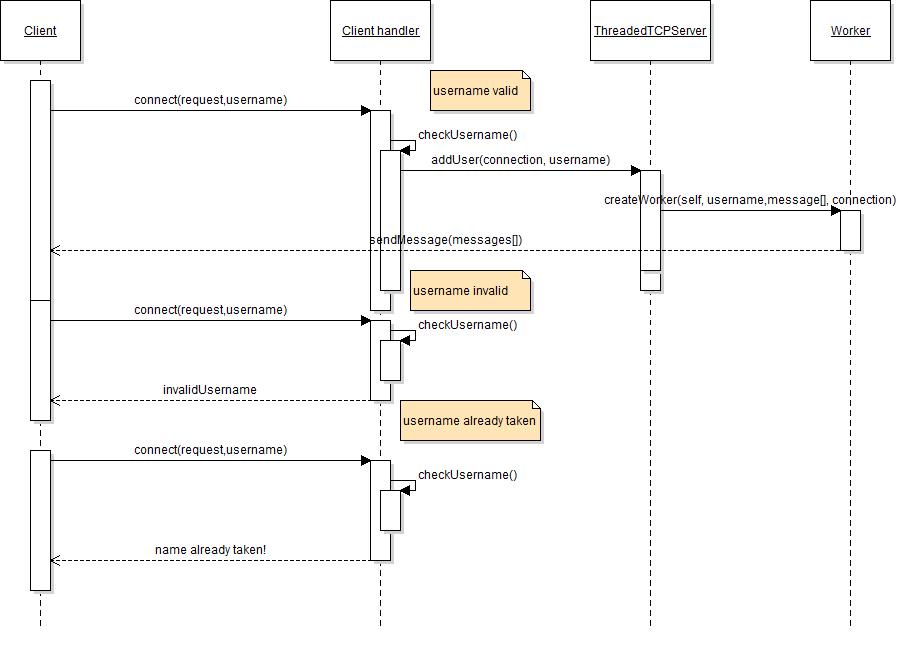 Client
Client handler
ThreadedTCPServer
Worker
username valid
connect(request,username)
checkUsername()
addUser(connection, username)
createWorker(self, username,message[], connection)
sendMessage(messages[])
username invalid
connect(request,username)
checkUsername()
invalidUsername
username already taken
connect(request,username)
checkUsername()
name already taken!